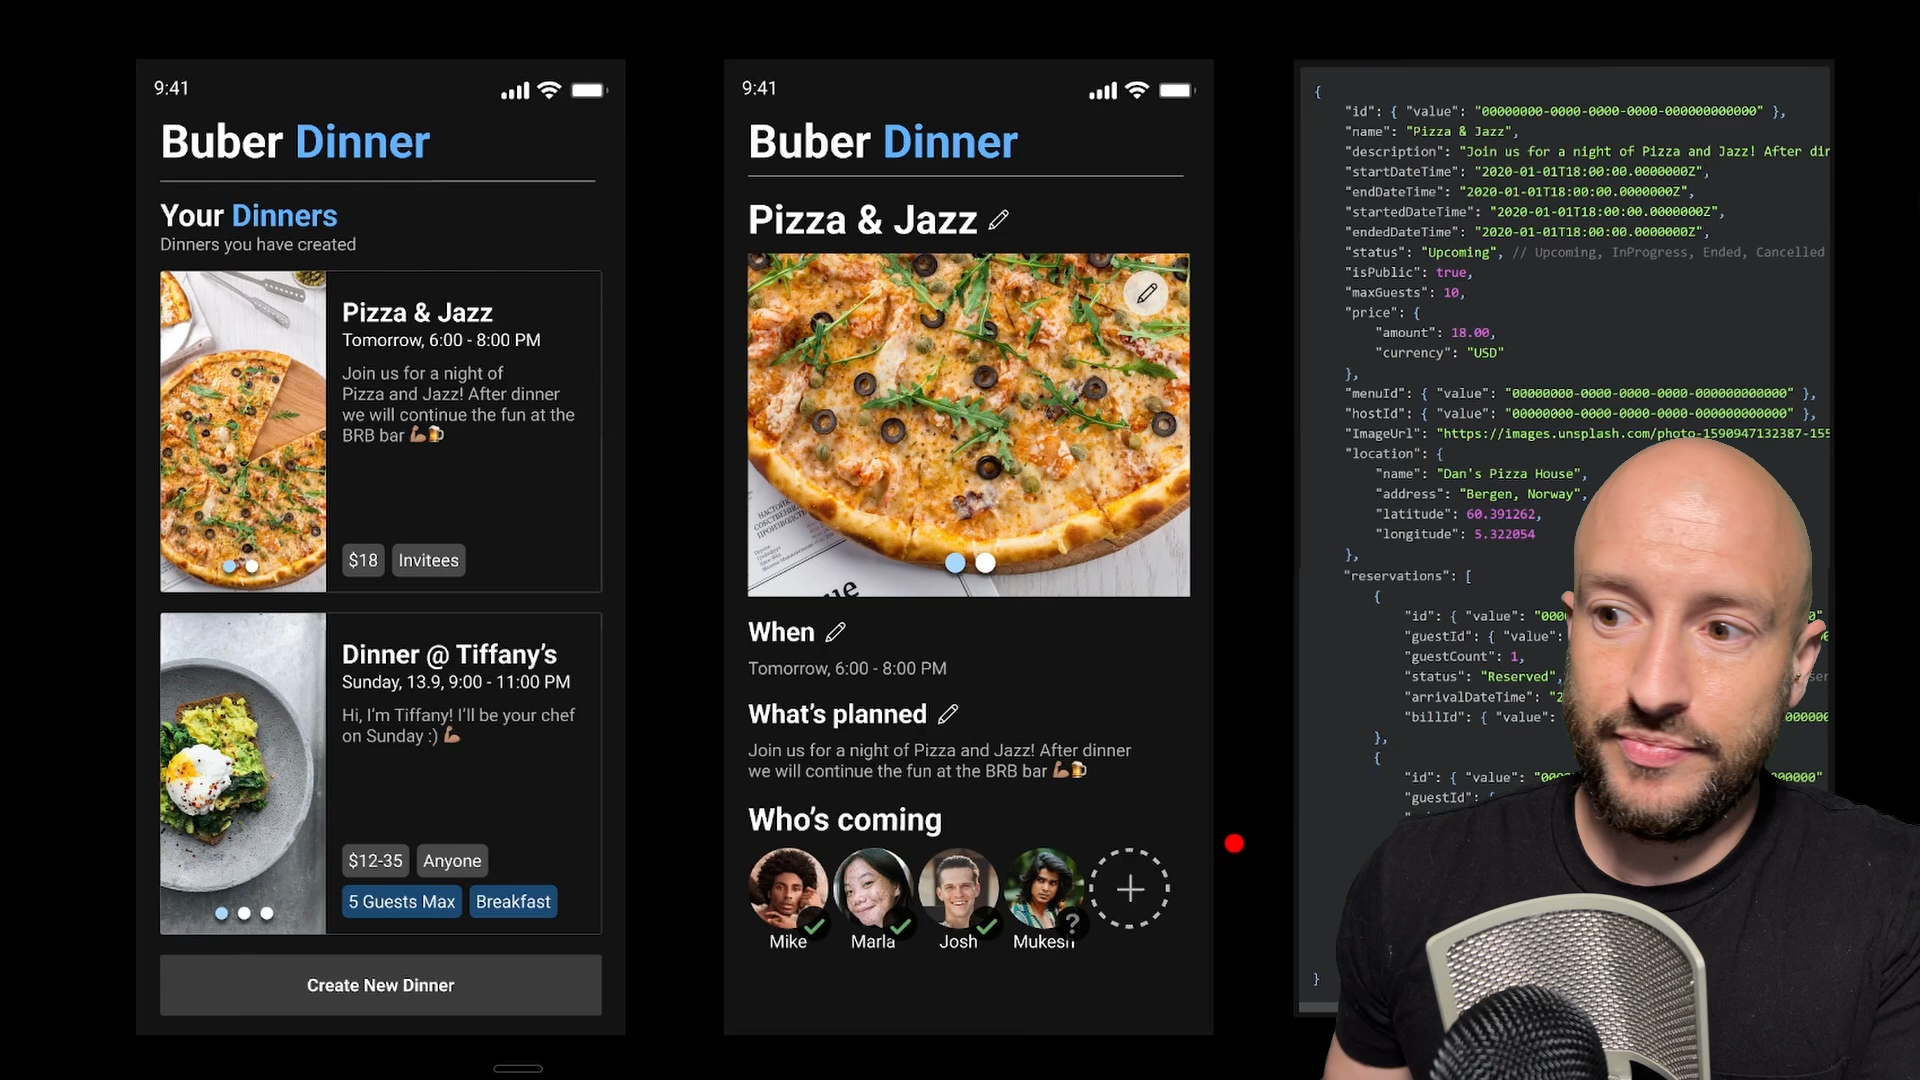 9:41
Buber Dinner
Your Dinners
Dinners you have created
Pizza & Jazz
Tomorrow, 6:00 - 8:00 PM
Join us for a night of
Pizza and Jazz! After dinner
we will continue the fun at the
BRB bar 💪🏽🍺
$18 Invitees
Dinner @ Tiffany’s
Sunday, 13.9, 9:00 - 11:00 PM
Hi, I’m Tiffany! I’ll be your chef
on Sunday :) 💪🏽
$12-35 Anyone
5 Guests Max Breakfast
Create New Dinner
9:41
Buber Dinner
Pizza & Jazz
When
Tomorrow, 6:00 - 8:00 PM
What’s planned
Join us for a night of Pizza and Jazz! After dinner
we will continue the fun at the BRB bar 💪🏽🍺
Who’s coming
?
Mike Marla Josh Mukesh
{
"id": { "value": "00000000-0000-0000-0000-000000000000" },
"name": "Pizza & Jazz",
"description": "Join us for a night of Pizza and Jazz! After din
"startDateTime": "2020-01-01T18:00:00.0000000Z",
"endDateTime": "2020-01-01T18:00:00.0000000Z",
"startedDateTime": "2020-01-01T18:00:00.0000000Z",
"endedDateTime": "2020-01-01T18:00:00.0000000Z",
"status": "Upcoming", // Upcoming, InProgress, Ended, Cancelled
"isPublic": true,
"maxGuests": 10,
"price": {
"amount": 18.00,
"currency": "USD"
},
"menuId": { "value": "00000000-0000-0000-0000-000000000000" },
"hostId": { "value": "00000000-0000-0000-0000-000000000000" },
"ImageUrl": "https://images.unsplash.com/photo-1590947132387-155
"location": {
"name": "Dan's Pizza House",
"address": "Bergen, Norway",
"latitude": 60.391262,
"longitude": 5.322054
},
"reservations": [
{
"id": { "value": "000
"guestId": { "value":
"guestCount": 1,
"status": "Reserved",
"arrivalDateTime": "2
"billId": { "value": 00000
},
{
"id": { "value": "000 000000" }
"guestId": {
}